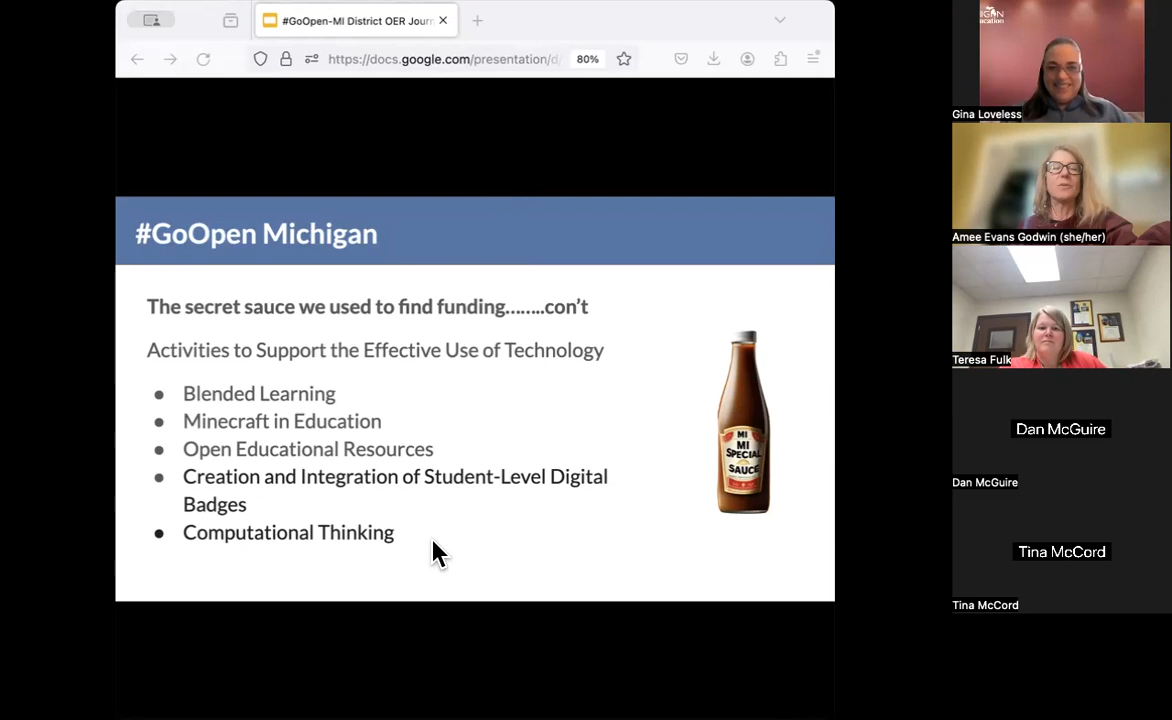 #GoOpen-MI District OER Journ
https://docs.google.com/presentation/d/
80%
#GoOpen Michigan
The secret sauce we used to find funding........con't
Activities to Support the Effective Use of Technology
● Blended Learning
● Minecraft in Education
● Open Educational Resources
● Creation and Integration of Student-Level Digital
Badges
● Computational Thinking
MI
MI
SPECIAL
SAUCE
Gina Loveless
Amee Evans Godwin (she/her)
Teresa Fulk
Dan McGuire
Dan McGuire
Tina McCord
Tina McCord